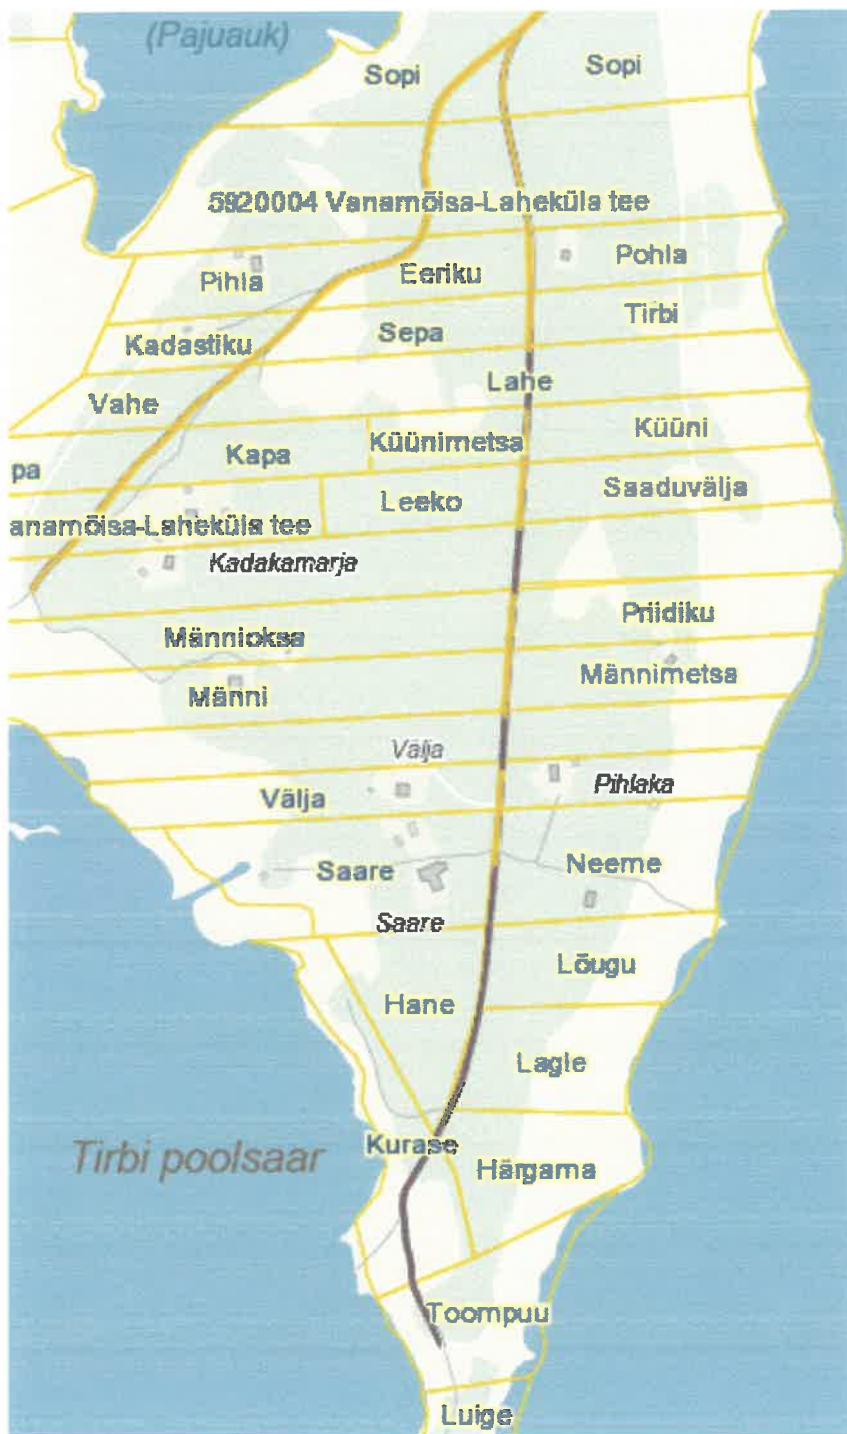 (Pajuauk)
Sopi
Sopi
5920004 Vanamõisa-Laheküla tee
Pihla
Eeriku
Pohla
Kadastiku
Sepa
Tirbi
Vahe
Lahe
pa
Kapa
Küünimetsa
Küüni
Leeko
Saaduvälja
anamõisa-Laheküla tee
Kadakamarja
Männioksa
Priidiku
Männi
Männimetsa
Välja
Välja
Pihlaka
Saare
Neeme
Saare
Lõugu
Hane
Lagle
Tirbi poolsaar
Kurase
Härgama
Toompuu
Luige